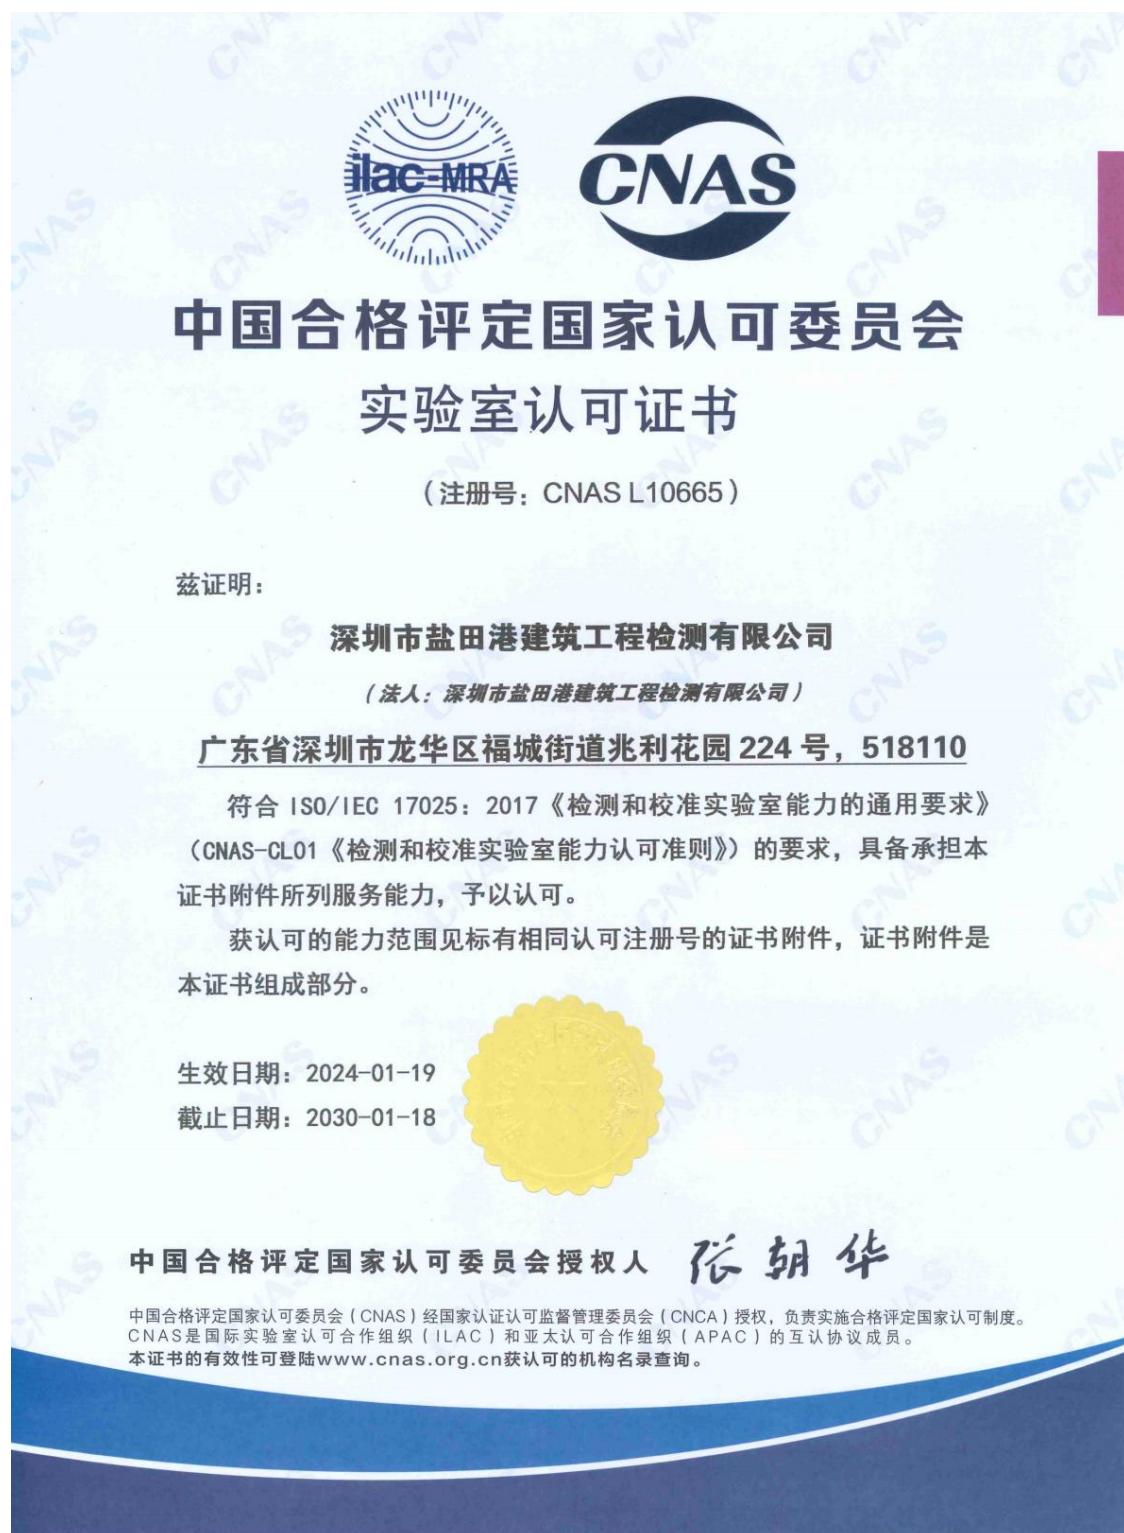 ilac-MRA
CNAS
中国合格评定国家认可委员会
实验室认可证书
（注册号：CNAS L10665）
兹证明：
深圳市盐田港建筑工程检测有限公司
（法人：深圳市盐田港建筑工程检测有限公司）
广东省深圳市龙华区福城街道兆利花园 224 号，518110
符合 ISO/IEC 17025：2017《检测和校准实验室能力的通用要求》
（CNAS-CL01《检测和校准实验室能力认可准则》）的要求，具备承担本
证书附件所列服务能力，予以认可。
获认可的能力范围见标有相同认可注册号的证书附件，证书附件是
本证书组成部分。
生效日期：2024-01-19
截止日期：2030-01-18
中国合格评定国家认可委员会授权人 张朝华
中国合格评定国家认可委员会（CNAS）经国家认证认可监督管理委员会（CNCA）授权，负责实施合格评定国家认可制度。
CNAS是国际实验室认可合作组织（ILAC）和亚太认可合作组织（APAC）的互认协议成员。
本证书的有效性可登陆www.cnas.org.cn获认可的机构名录查询。